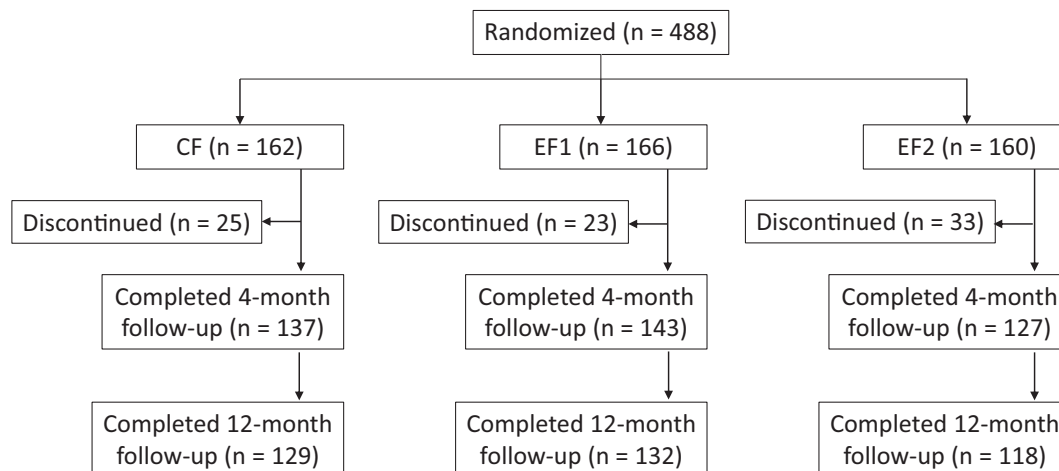 Randomized (n = 488)
CF (n = 162)
EF1 (n = 166)
EF2 (n = 160)
Discontinued (n = 25)
Discontinued (n = 23)
Discontinued (n = 33)
Completed 4-month
follow-up (n = 137)
Completed 4-month
follow-up (n = 143)
Completed 4-month
follow-up (n = 127)
Completed 12-month
follow-up (n = 129)
Completed 12-month
follow-up (n = 132)
Completed 12-month
follow-up (n = 118)